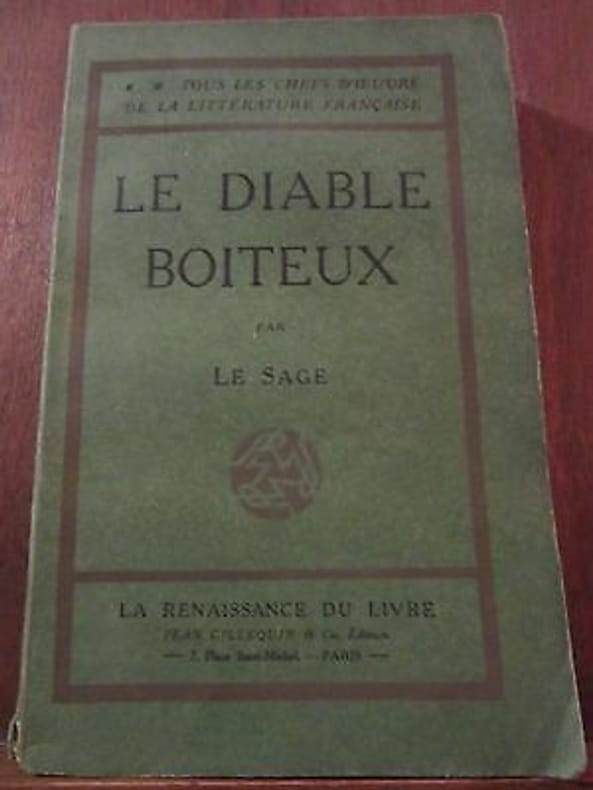 TOUS LES CHEFS-D'ŒUVRE
DE LA LITTÉRATURE FRANÇAISE
LE DIABLE
BOITEUX
PAR
LE SAGE
LA RENAISSANCE DU LIVRE
JEAN GILLEQUIN & Cie, Éditeurs
— 7, Place Saint-Michel. — PARIS —